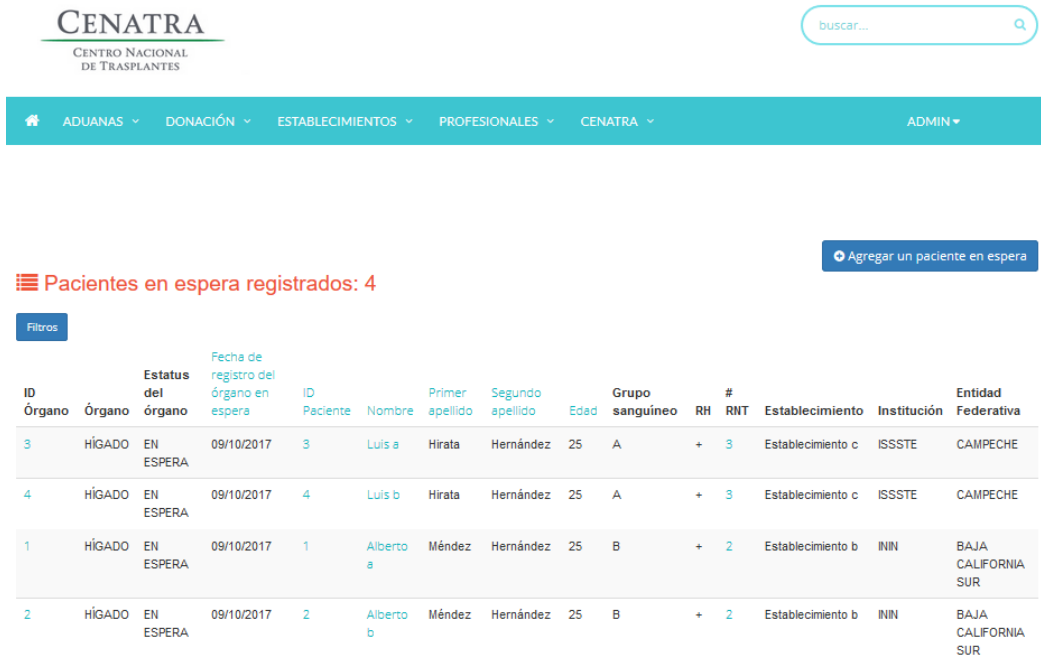 CENATRA
CENTRO NACIONAL
DE TRASPLANTES
buscar...
ADUANAS DONACIÓN ESTABLECIMIENTOS PROFESIONALES CENATRA ADMIN
Agregar un paciente en espera
Pacientes en espera registrados: 4
Filtros
ID Órgano Órgano Estatus del órgano Fecha de registro del órgano en espera ID Paciente Nombre Primer apellido Segundo apellido Edad Grupo sanguíneo RH # RNT Establecimiento Institución Entidad Federativa
3 HÍGADO EN ESPERA 09/10/2017 3 Luis a Hirata Hernández 25 A + 3 Establecimiento c ISSSTE CAMPECHE
4 HÍGADO EN ESPERA 09/10/2017 4 Luis b Hirata Hernández 25 A + 3 Establecimiento c ISSSTE CAMPECHE
1 HÍGADO EN ESPERA 09/10/2017 1 Alberto a Méndez Hernández 25 B + 2 Establecimiento b ININ BAJA CALIFORNIA SUR
2 HÍGADO EN ESPERA 09/10/2017 2 Alberto b Méndez Hernández 25 B + 2 Establecimiento b ININ BAJA CALIFORNIA SUR